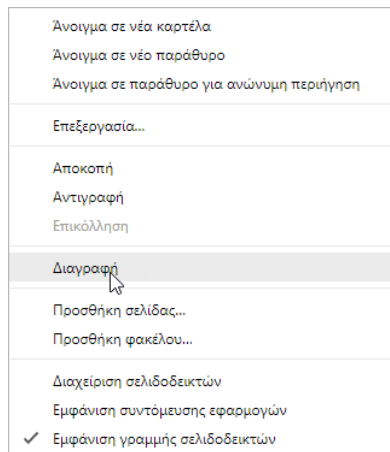 Άνοιγμα σε νέα καρτέλα
Άνοιγμα σε νέο παράθυρο
Άνοιγμα σε παράθυρο για ανώνυμη περιήγηση
Επεξεργασία...
Αποκοπή
Αντιγραφή
Επικόλληση
Διαγραφή
Προσθήκη σελίδας...
Προσθήκη φακέλου...
Διαχείριση σελιδοδεικτών
Εμφάνιση συντόμευσης εφαρμογών
Εμφάνιση γραμμής σελιδοδεικτών